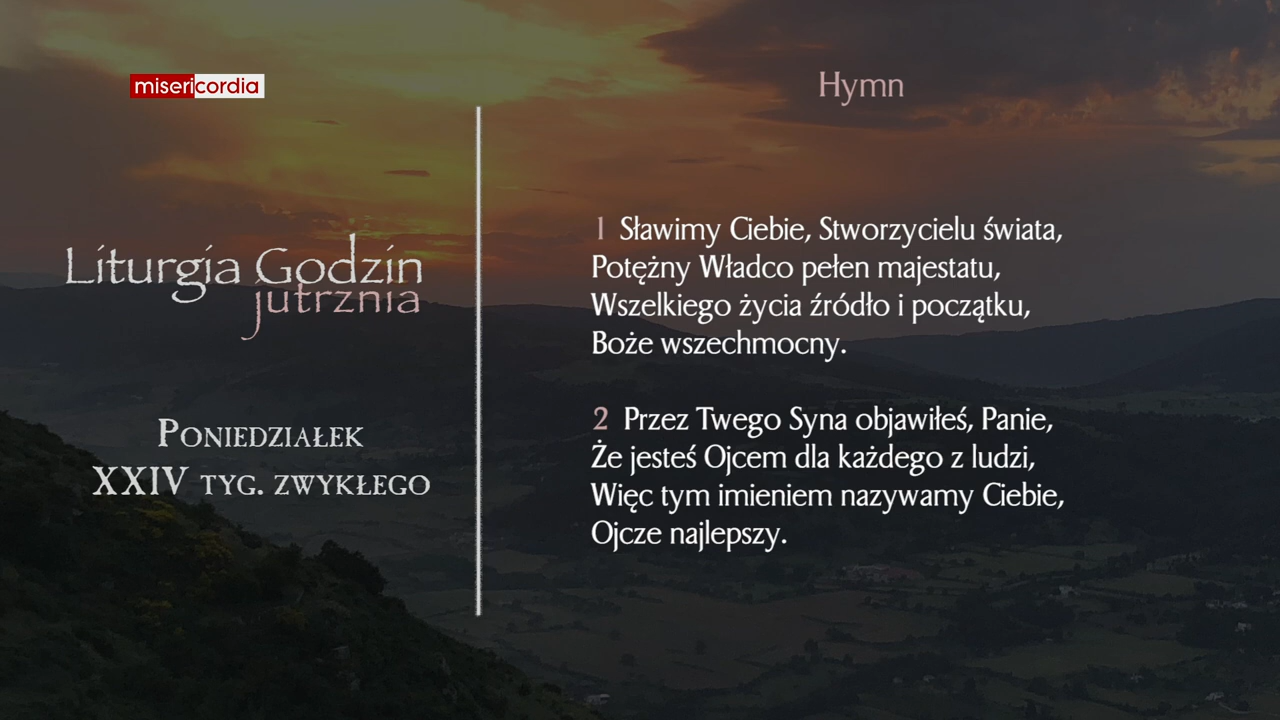 misericordia
Liturgia Godzin
jutrznia
Poniedziałek
XXIV tyg. zwykłego
Hymn
1 Sławimy Ciebie, Stworzycielu świata,
Potężny Władco pełen majestatu,
Wszelkiego życia źródło i początku,
Boże wszechmocny.
2 Przez Twego Syna objawiłeś, Panie,
Że jesteś Ojcem dla każdego z ludzi,
Więc tym imieniem nazywamy Ciebie,
Ojcze najlepszy.